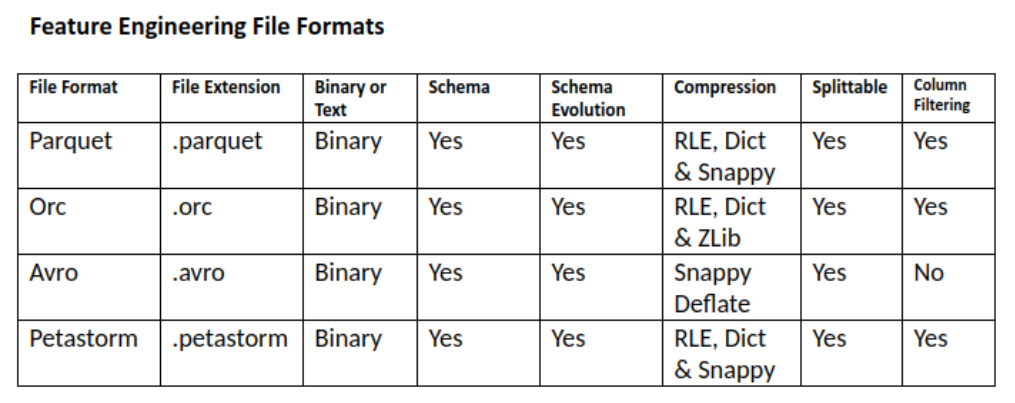 Feature Engineering File Formats
File Format File Extension Binary or Text Schema Schema Evolution Compression Splittable Column Filtering
Parquet .parquet Binary Yes Yes RLE, Dict & Snappy Yes Yes
Orc .orc Binary Yes Yes RLE, Dict & ZLib Yes Yes
Avro .avro Binary Yes Yes Snappy Deflate Yes No
Petastorm .petastorm Binary Yes Yes RLE, Dict & Snappy Yes Yes